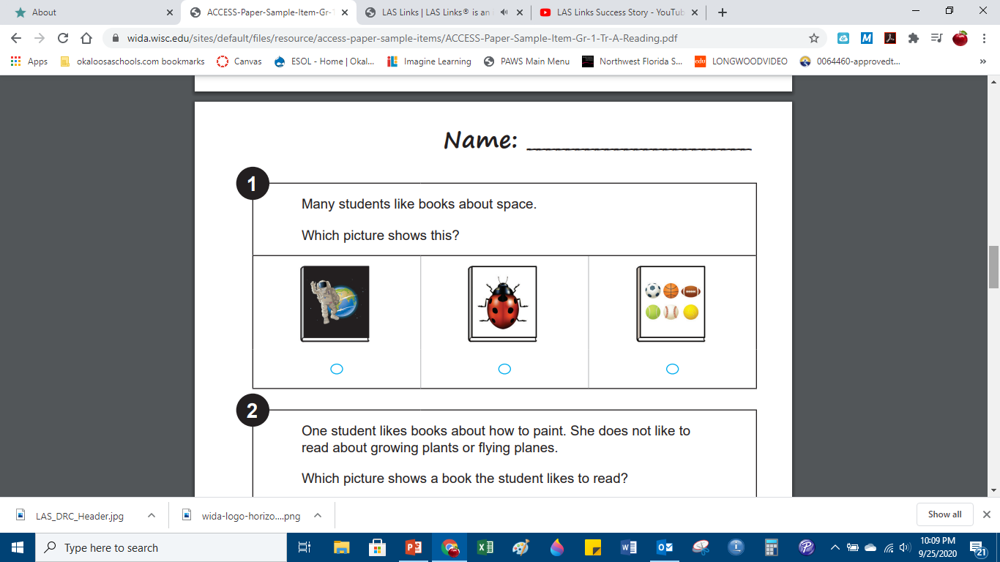 About
ACCESS-Paper-Sample-Item-Gr-1
LAS Links | LAS Links® is an
LAS Links Success Story - YouTub
wida.wisc.edu/sites/default/files/resource/access-paper-sample-items/ACCESS-Paper-Sample-Item-Gr-1-Tr-A-Reading.pdf
Apps
okaloosaschools.com bookmarks
Canvas
ESOL - Home | Okal...
Imagine Learning
PAWS Main Menu
Northwest Florida S...
edu
LONGWOODVIDEO
0064460-approvedt...
»
Name:
1
Many students like books about space.
Which picture shows this?
2
One student likes books about how to paint. She does not like to
read about growing plants or flying planes.
Which picture shows a book the student likes to read?
LAS_DRC_Header.jpg
wida-logo-horizo....png
Show all
Type here to search
10:09 PM
9/25/2020
21